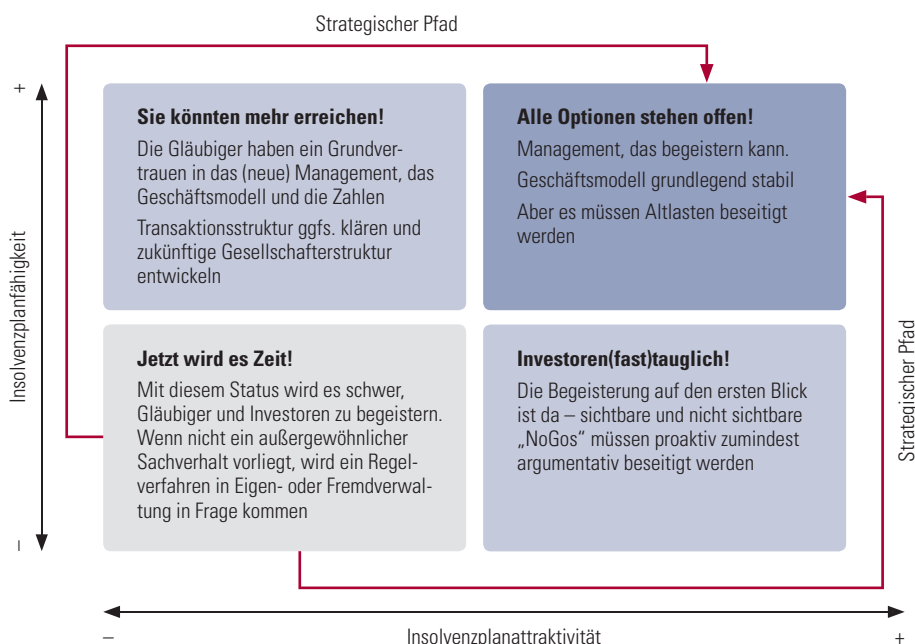 Strategischer Pfad
+
Insolvenzplanfähigkeit
–
Sie könnten mehr erreichen!
Die Gläubiger haben ein Grundver-
trauen in das (neue) Management, das
Geschäftsmodell und die Zahlen
Transaktionsstruktur ggfs. klären und
zukünftige Gesellschafterstruktur
entwickeln
Alle Optionen stehen offen!
Management, das begeistern kann.
Geschäftsmodell grundlegend stabil
Aber es müssen Altlasten beseitigt
werden
Jetzt wird es Zeit!
Mit diesem Status wird es schwer,
Gläubiger und Investoren zu begeistern.
Wenn nicht ein außergewöhnlicher
Sachverhalt vorliegt, wird ein Regel-
verfahren in Eigen- oder Fremdverwal-
tung in Frage kommen
Investoren(fast)tauglich!
Die Begeisterung auf den ersten Blick
ist da – sichtbare und nicht sichtbare
„NoGos“ müssen proaktiv zumindest
argumentativ beseitigt werden
Strategischer Pfad
–
Insolvenzplanattraktivität
+